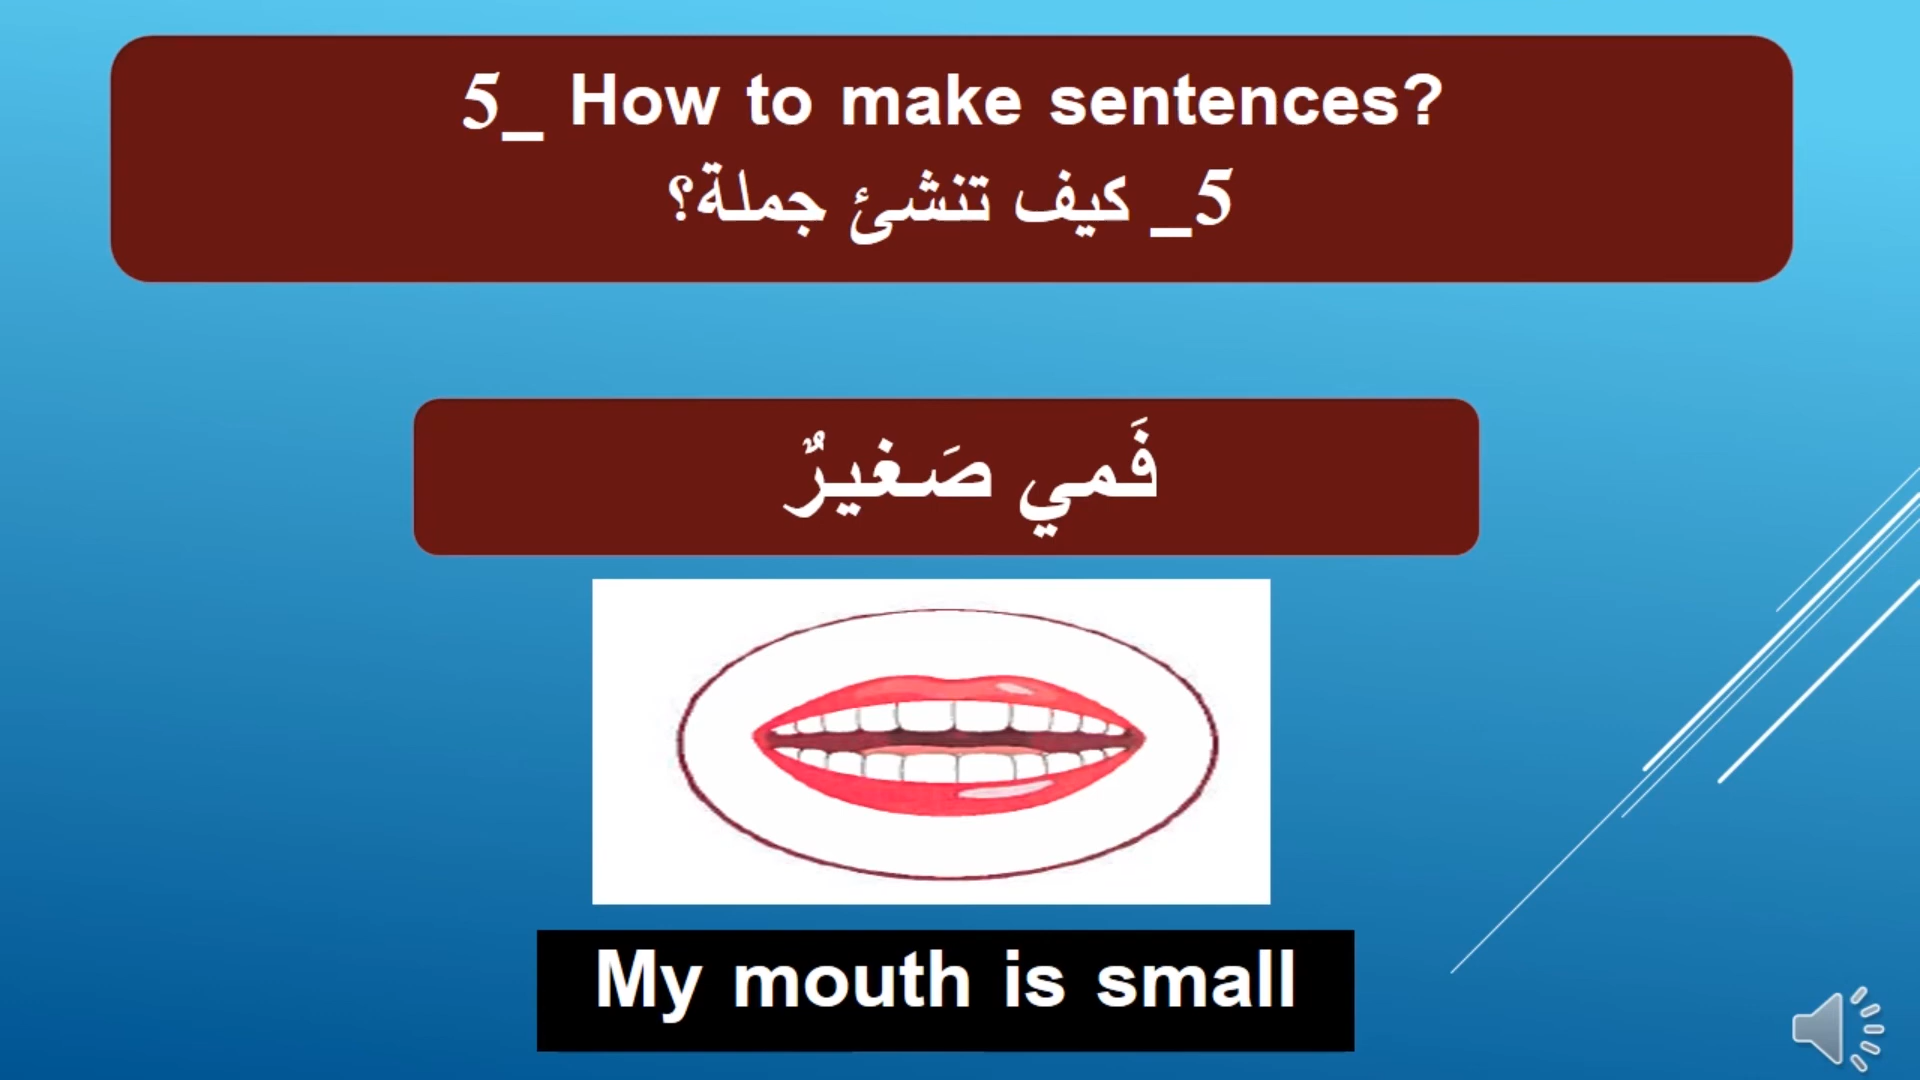 5_ How to make sentences?
5_ كيف تنشئ جملة؟
فَمي صَغيرٌ
My mouth is small